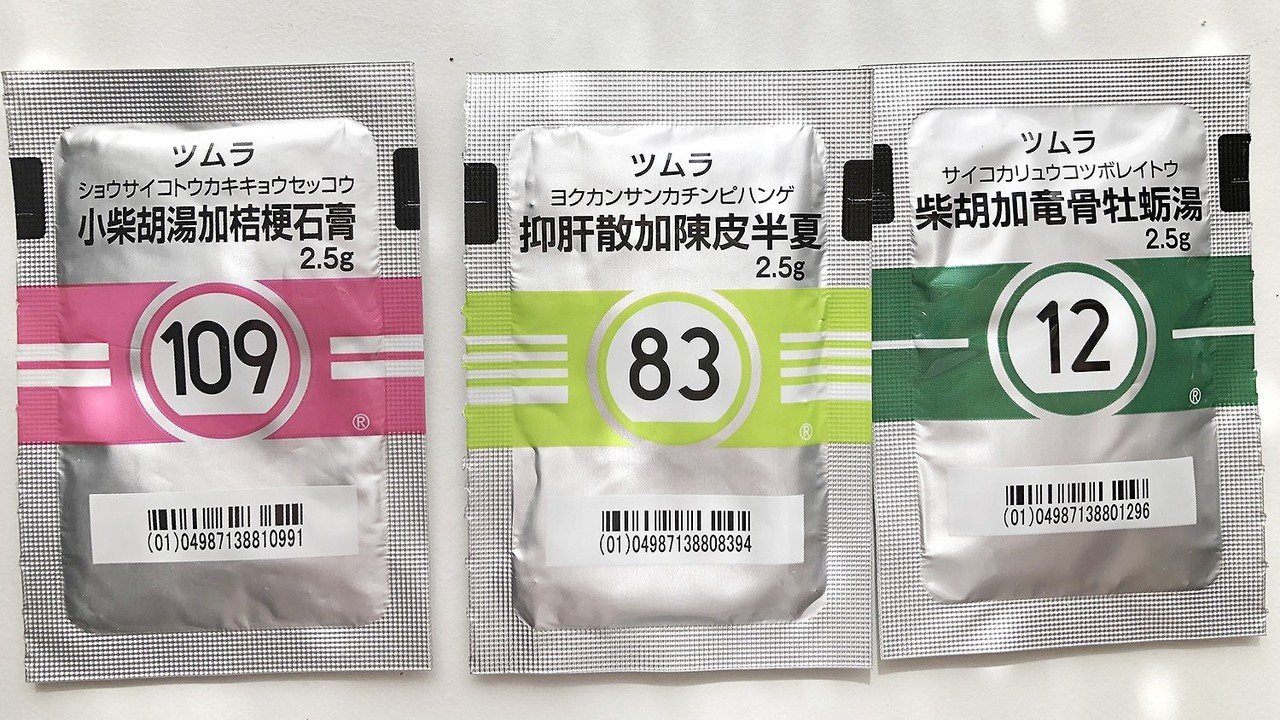 ツムラ
ショウサイコトウカキキョウセッコウ
小柴胡湯加桔梗石膏
2.5g
109
®
(01)04987138810991
ツムラ
ヨクカンサンカチンピハンゲ
抑肝散加陳皮半夏
2.5g
83
®
(01)04987138808394
ツムラ
サイコカリュウコツボレイトウ
柴胡加竜骨牡蛎湯
2.5g
12
®
(01)04987138801296